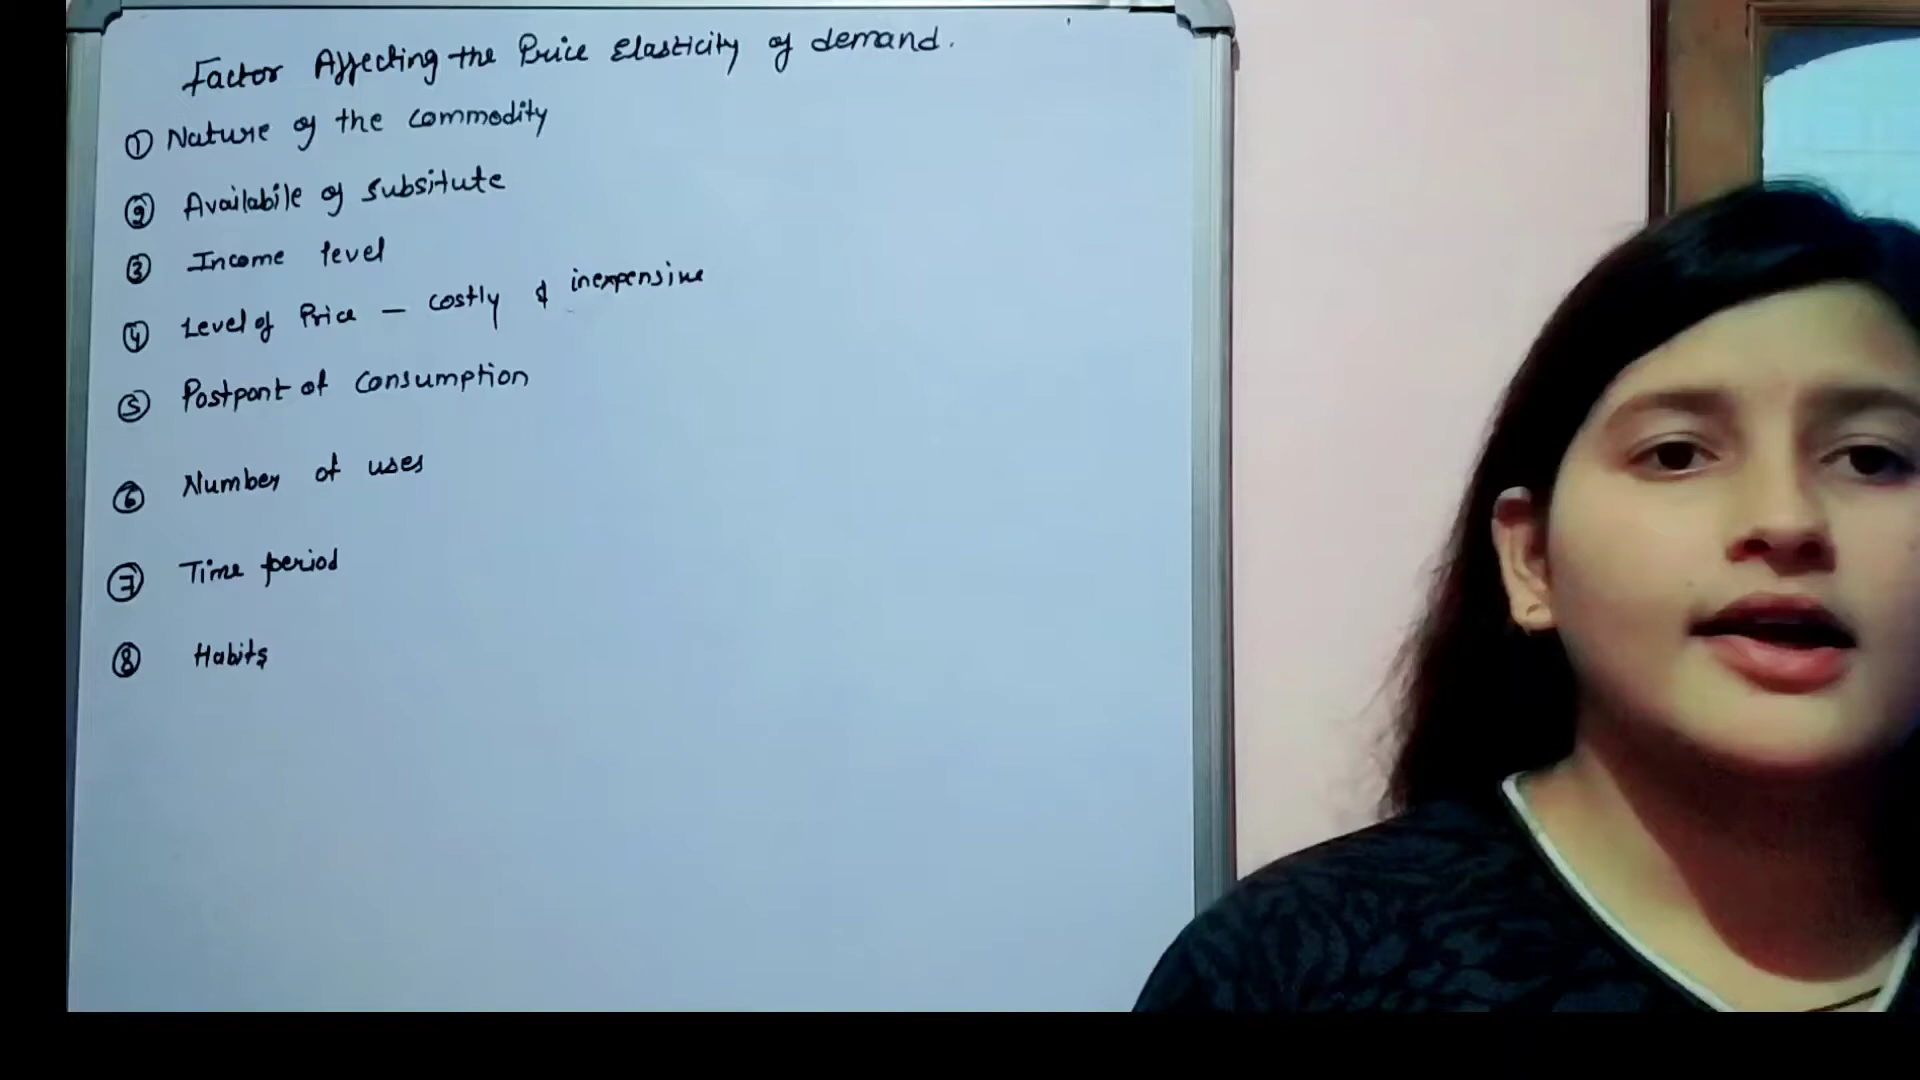 Factor Affecting the Price Elasticity of demand.
① Nature of the commodity
② Availabile of subsitute
③ Income level
④ Level of Price — costly & inexpensive
⑤ Postpont of Consumption
⑥ Number of uses
⑦ Time period
⑧ Habits